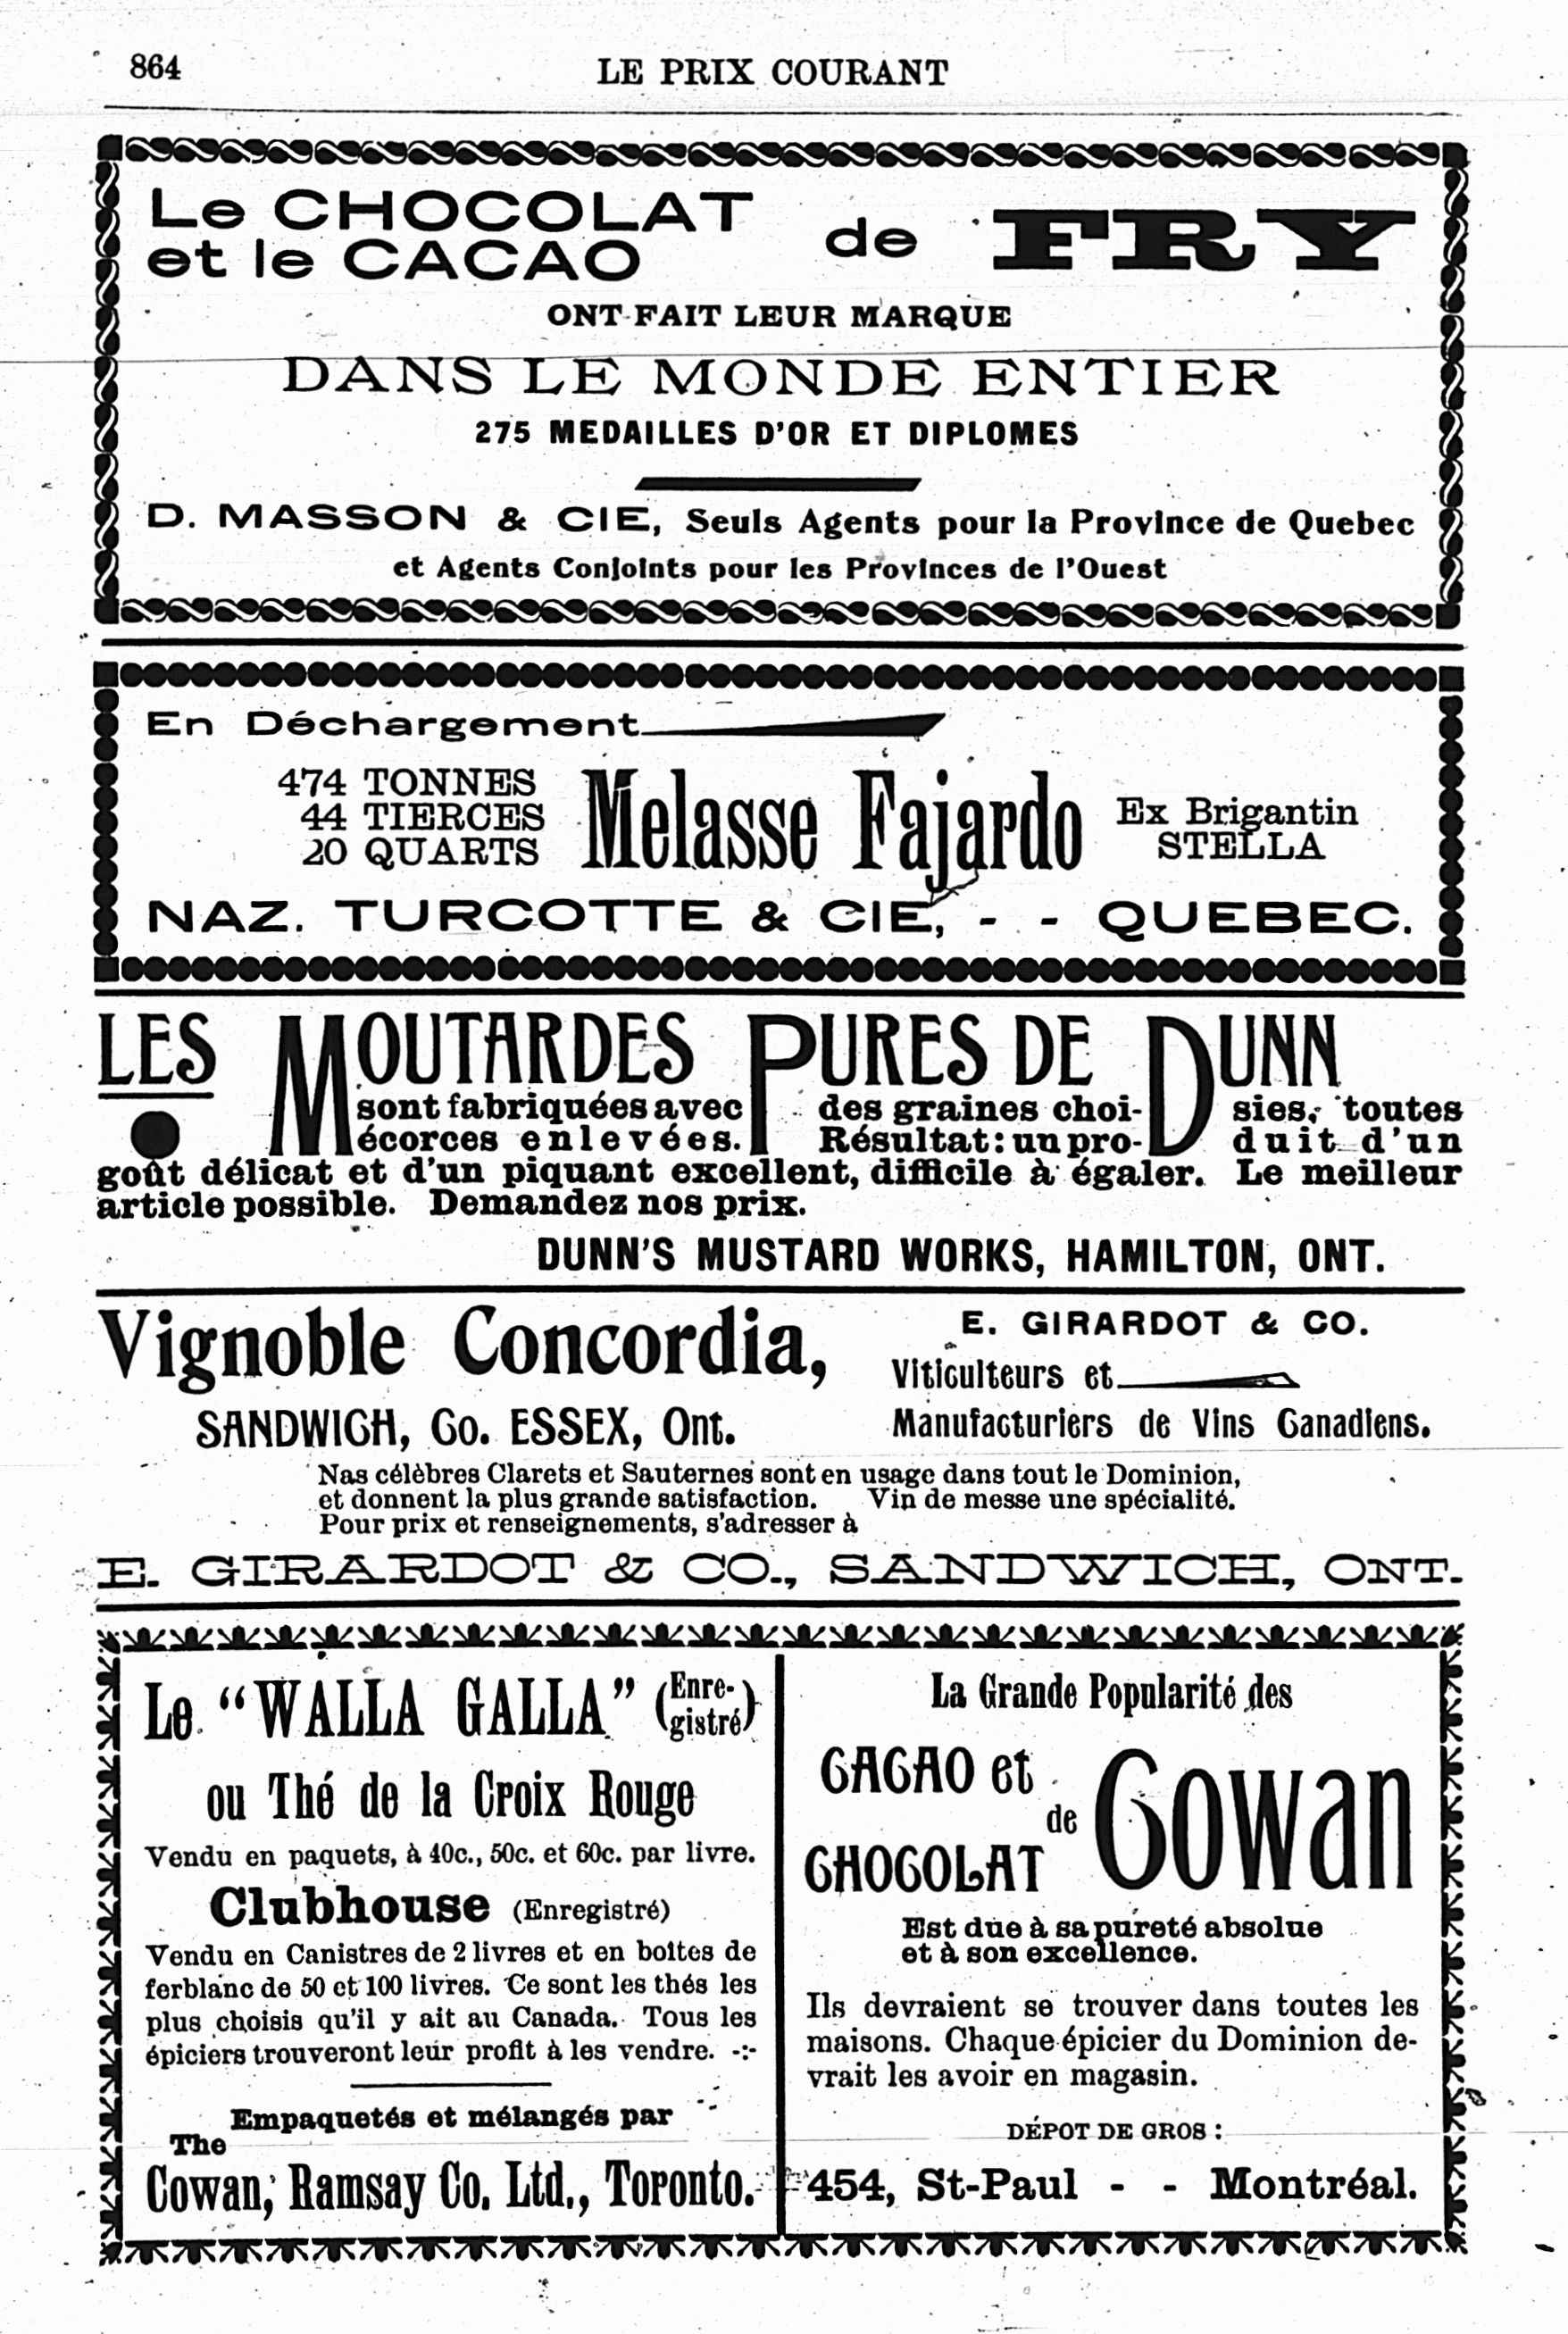 864
LE PRIX COURANT
Le CHOCOLAT
et le CACAO
de FRY
ONT FAIT LEUR MARQUE
DANS LE MONDE ENTIER
275 MEDAILLES D'OR ET DIPLOMES
D. MASSON & CIE, Seuls Agents pour la Province de Quebec
et Agents Conjoints pour les Provinces de l'Ouest
En Déchargement
474 TONNES
44 TIERCES
20 QUARTS
Melasse Fajardo
Ex Brigantin
STELLA
NAZ. TURCOTTE & CIE, - - QUEBEC.
LES MOUTARDES PURES DE DUNN
sont fabriquées avec des graines choi- sies, toutes
écorces enlevées. Résultat: un pro- duit d'un
goût délicat et d'un piquant excellent, difficile à égaler. Le meilleur
article possible. Demandez nos prix.
DUNN'S MUSTARD WORKS, HAMILTON, ONT.
Vignoble Concordia,
SANDWICH, Co. ESSEX, Ont.
E. GIRARDOT & CO.
Viticulteurs et
Manufacturiers de Vins Canadiens.
Nas célèbres Clarets et Sauternes sont en usage dans tout le Dominion,
et donnent la plus grande satisfaction. Vin de messe une spécialité.
Pour prix et renseignements, s'adresser à
E. GIRARDOT & CO., SANDWICH, ONT.
Le "WALLA GALLA" (Enre-
gistré)
ou Thé de la Croix Rouge
Vendu en paquets, à 40c., 50c. et 60c. par livre.
Clubhouse (Enregistré)
Vendu en Canistres de 2 livres et en boites de
ferblanc de 50 et 100 livres. Ce sont les thés les
plus choisis qu'il y ait au Canada. Tous les
épiciers trouveront leur profit à les vendre. -:-
Empaquetés et mélangés par
The
Cowan, Ramsay Co. Ltd., Toronto.
La Grande Popularité des
CACAO et
de Cowan
CHOCOLAT
Est due à sa pureté absolue
et à son excellence.
Ils devraient se trouver dans toutes les
maisons. Chaque épicier du Dominion de-
vrait les avoir en magasin.
DÉPOT DE GROS :
454, St-Paul - - Montréal.